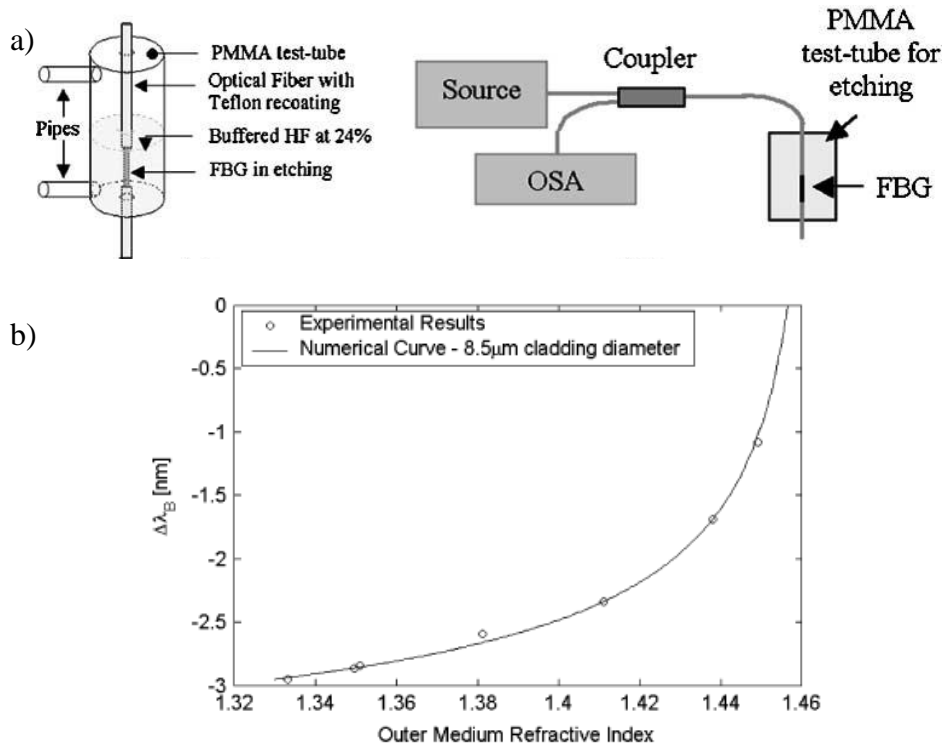 a)
PMMA test-tube
Optical Fiber with
Teflon recoating
Pipes
Buffered HF at 24%
FBG in etching
Source
Coupler
OSA
PMMA
test-tube for
etching
FBG
b)
Experimental Results
Numerical Curve - 8.5μm cladding diameter
0
-0.5
-1
-1.5
-2
-2.5
-3
ΔλB [nm]
1.32 1.34 1.36 1.38 1.4 1.42 1.44 1.46
Outer Medium Refractive Index